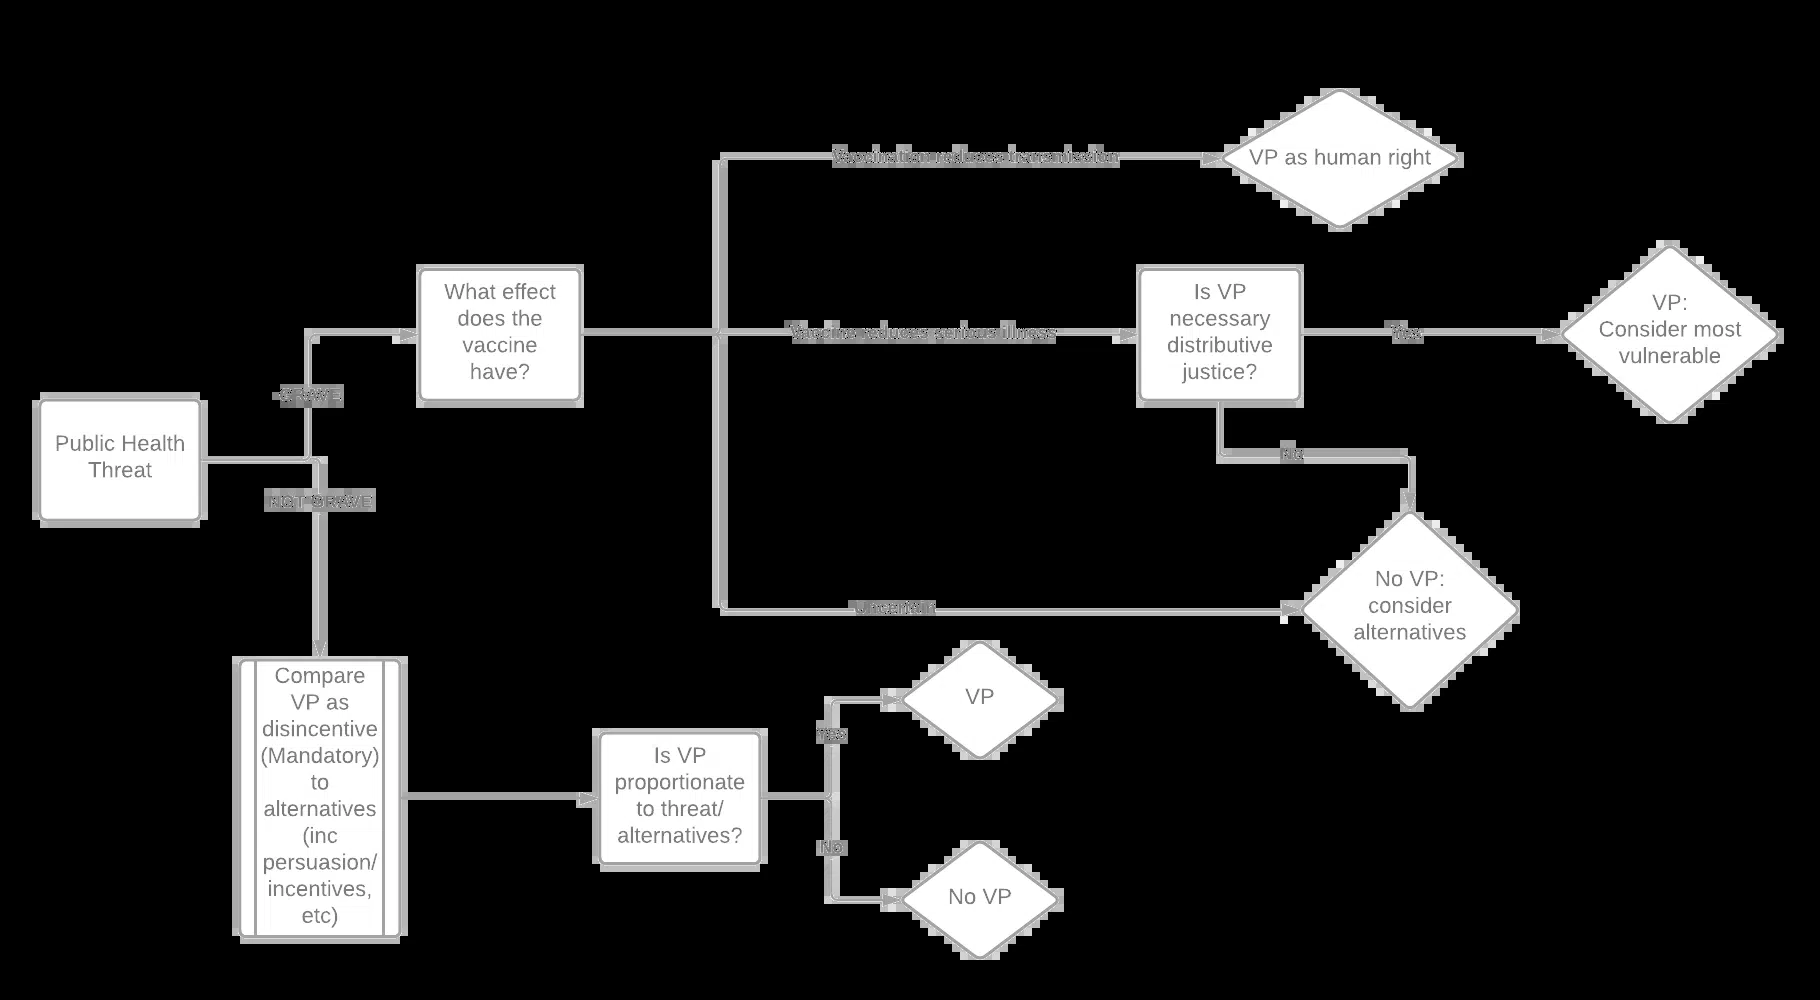 Vaccination reduces transmission
VP as human right
What effect
does the
vaccine
have?
Vaccine reduces serious illness
Is VP
necessary
distributive
justice?
Yes
VP:
Consider most
vulnerable
GRAVE
Public Health
Threat
NOT GRAVE
No
No VP:
consider
alternatives
Uncertain
Compare
VP as
disincentive
(Mandatory)
to
alternatives
(inc
persuasion/
incentives,
etc)
Is VP
proportionate
to threat/
alternatives?
Yes
VP
No
No VP